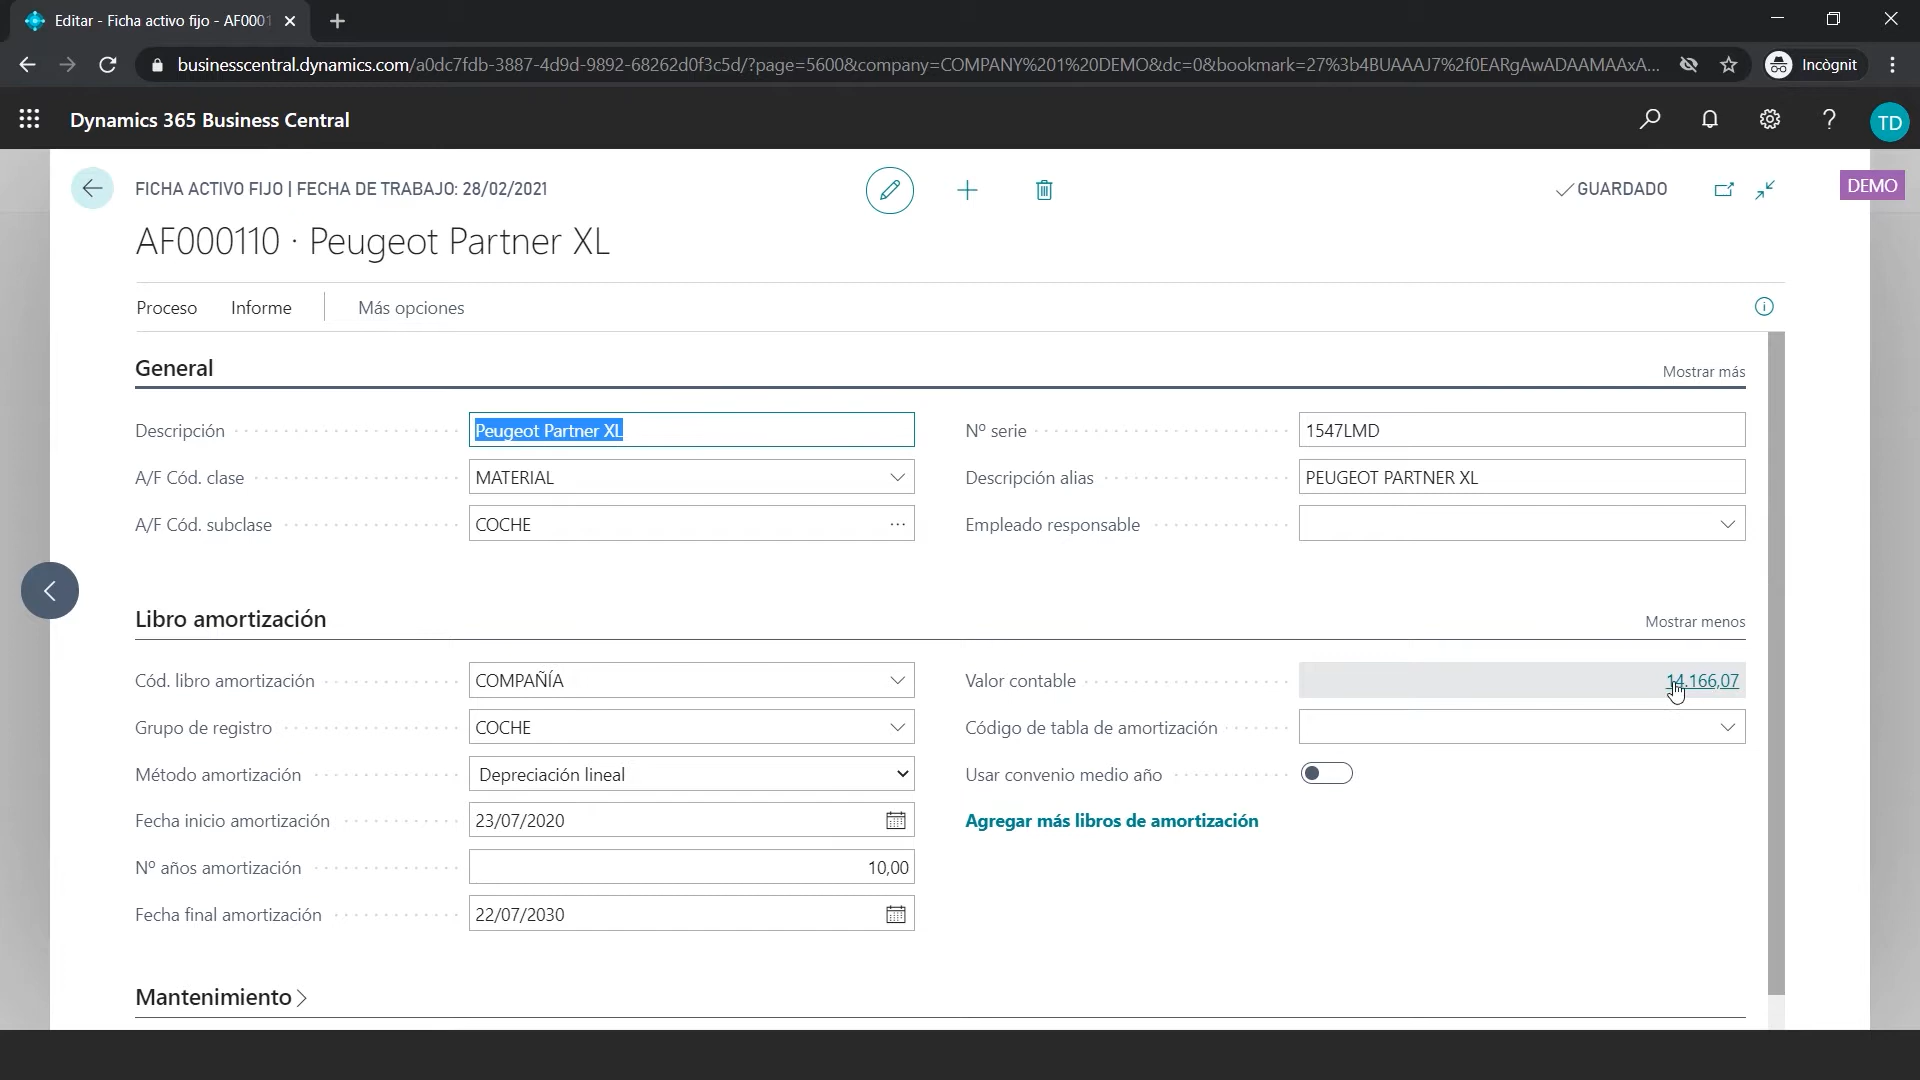 Editar - Ficha activo fijo - AF0001
businesscentral.dynamics.com/a0dc7fdb-3887-4d9d-9892-68262d0f3c5d/?page=5600&company=COMPANY%201%20DEMO&dc=0&bookmark=27%3b4BUAAAJ7%2f0EARgAwADAAMAAxA...
Incògnit
Dynamics 365 Business Central
TD
FICHA ACTIVO FIJO | FECHA DE TRABAJO: 28/02/2021
GUARDADO
DEMO
AF000110 · Peugeot Partner XL
Proceso Informe Más opciones
General Mostrar más
Descripción Peugeot Partner XL Nº serie 1547LMD
A/F Cód. clase MATERIAL Descripción alias PEUGEOT PARTNER XL
A/F Cód. subclase COCHE Empleado responsable
Libro amortización Mostrar menos
Cód. libro amortización COMPAÑÍA Valor contable 14.166,07
Grupo de registro COCHE Código de tabla de amortización
Método amortización Depreciación lineal Usar convenio medio año
Fecha inicio amortización 23/07/2020 Agregar más libros de amortización
Nº años amortización 10,00
Fecha final amortización 22/07/2030
Mantenimiento